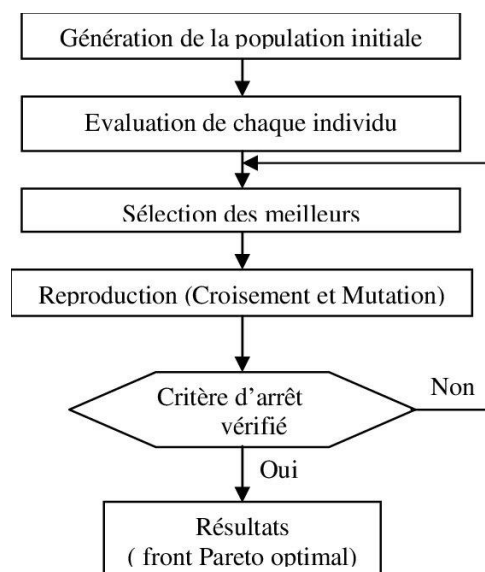 Génération de la population initiale
Evaluation de chaque individu
Sélection des meilleurs
Reproduction (Croisement et Mutation)
Critère d'arrêt
vérifié
Non
Oui
Résultats
( front Pareto optimal)